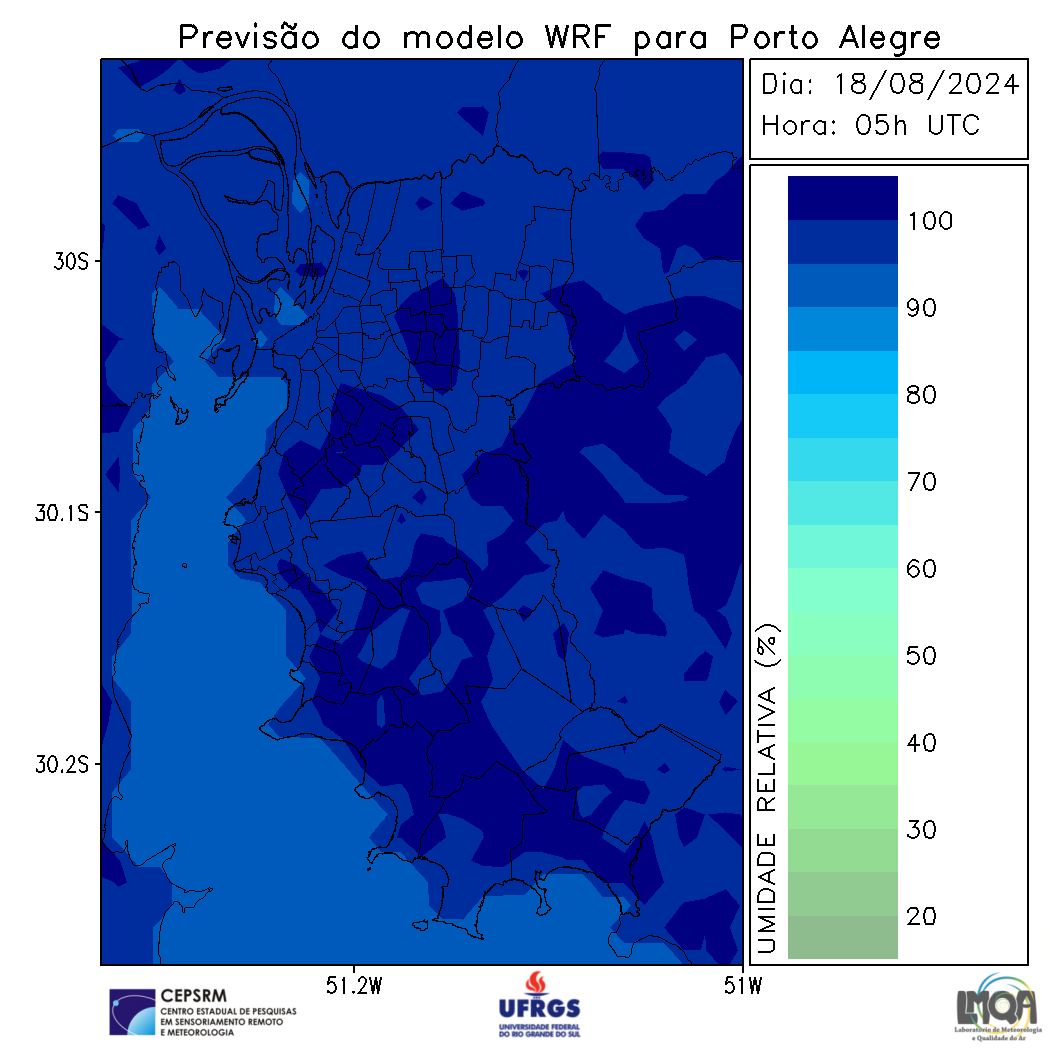 Previsão do modelo WRF para Porto Alegre
Dia: 18/08/2024
Hora: 05h UTC
100
90
80
70
60
50
40
30
20
UMIDADE RELATIVA (%)
30S
30.1S
30.2S
51.2W
51W
CEPSRM
CENTRO ESTADUAL DE PESQUISAS
EM SENSORIAMENTO REMOTO
E METEOROLOGIA
UFRGS
UNIVERSIDADE FEDERAL
DO RIO GRANDE DO SUL
LMQA
Laboratório de Meteorologia
e Qualidade do Ar